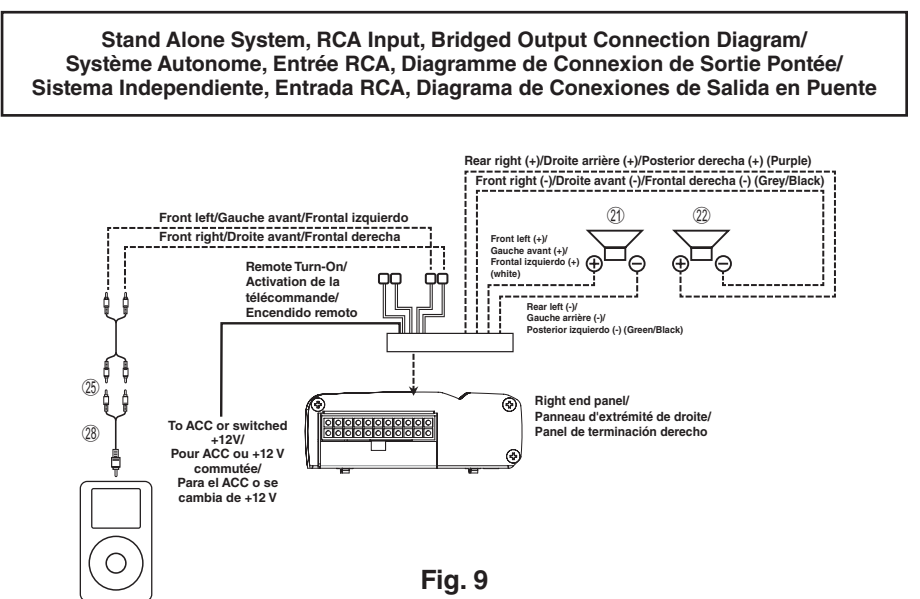 Stand Alone System, RCA Input, Bridged Output Connection Diagram/
Système Autonome, Entrée RCA, Diagramme de Connexion de Sortie Pontée/
Sistema Independiente, Entrada RCA, Diagrama de Conexiones de Salida en Puente
Rear right (+)/Droite arrière (+)/Posterior derecha (+) (Purple)
Front right (-)/Droite avant (-)/Frontal derecha (-) (Grey/Black)
Front left/Gauche avant/Frontal izquierdo
Front right/Droite avant/Frontal derecha
㉑
㉒
Front left (+)/
Gauche avant (+)/
Frontal izquierdo (+)
(white)
+
−
+
−
Remote Turn-On/
Activation de la
télécommande/
Encendido remoto
Rear left (-)/
Gauche arrière (-)/
Posterior izquierdo (-) (Green/Black)
㉕
㉘
To ACC or switched
+12V/
Pour ACC ou +12 V
commutée/
Para el ACC o se
cambia de +12 V
Right end panel/
Panneau d'extrémité de droite/
Panel de terminación derecho
Fig. 9